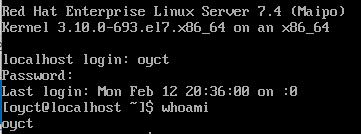 Red Hat Enterprise Linux Server 7.4 (Maipo)
Kernel 3.10.0-693.el7.x86_64 on an x86_64

localhost login: oyct
Password:
Last login: Mon Feb 12 20:36:00 on :0
[oyct@localhost ~]$ whoami
oyct